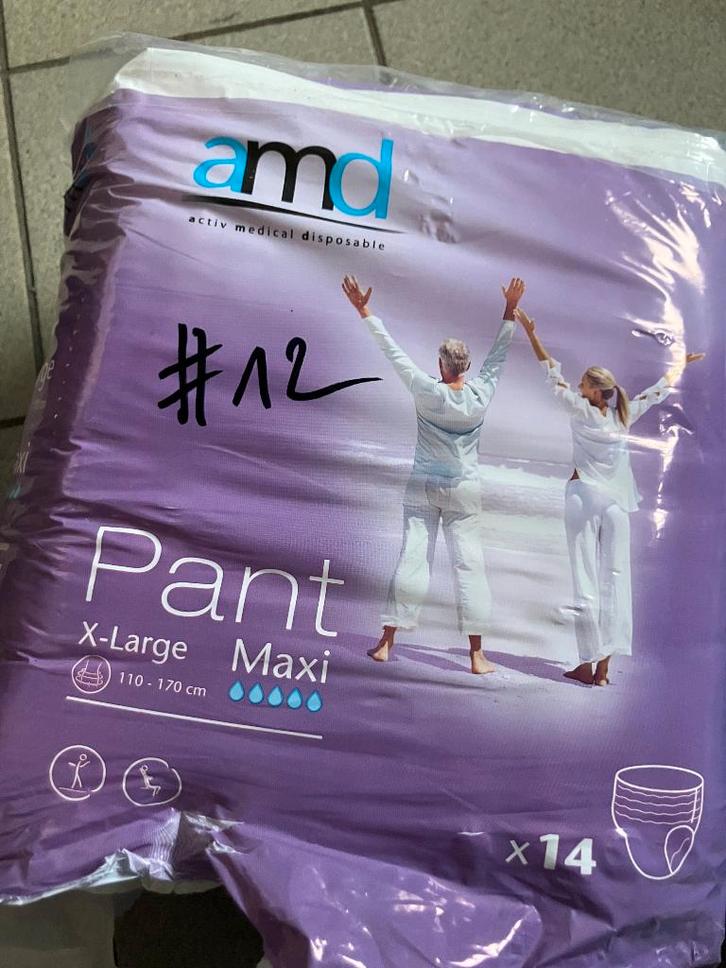 amd
activ medical disposable
#12
Pant
X-Large Maxi
110 - 170 cm
x14